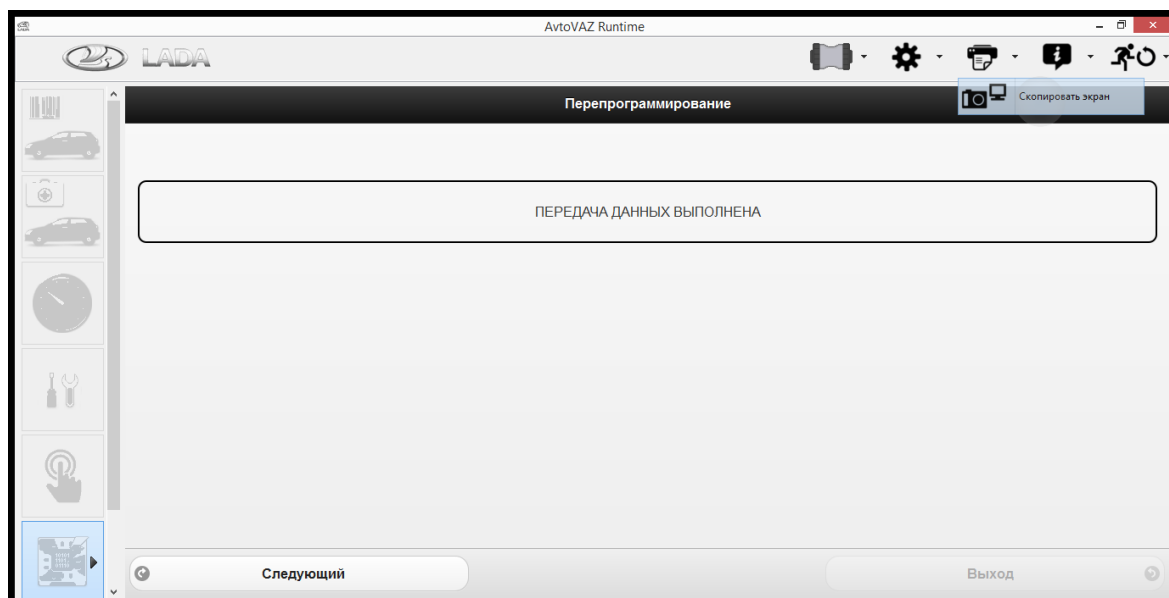 AvtoVAZ Runtime
LADA
Скопировать экран
Перепрограммирование
ПЕРЕДАЧА ДАННЫХ ВЫПОЛНЕНА
Следующий
Выход